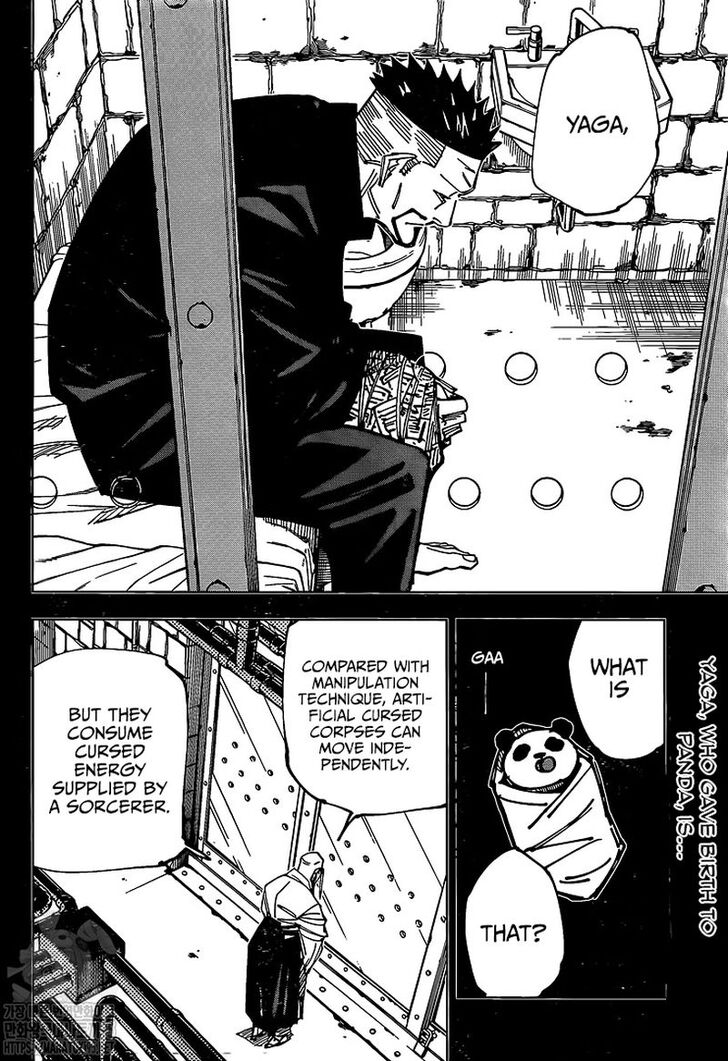 YAGA,
YAGA, WHO GAVE BIRTH TO
PANDA, IS...
WHAT
IS
GAA
THAT?
COMPARED WITH
MANIPULATION
TECHNIQUE, ARTI-
FICIAL CURSED
CORPSES CAN
MOVE INDE-
PENDENTLY.
BUT THEY
CONSUME
CURSED
ENERGY
SUPPLIED BY
A SORCERER.